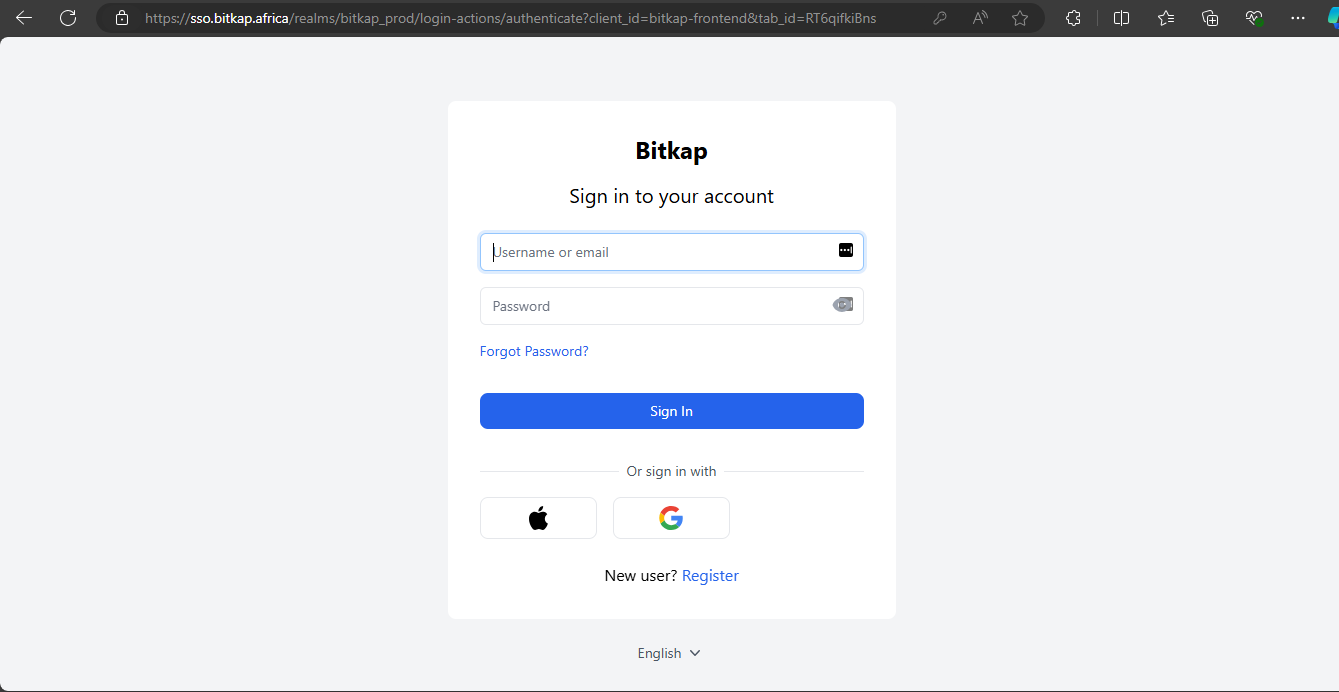 https://sso.bitkap.africa/realms/bitkap_prod/login-actions/authenticate?client_id=bitkap-frontend&tab_id=RT6qifkiBns
Bitkap
Sign in to your account
Username or email
Password
Forgot Password?
Sign In
Or sign in with
New user? Register
English